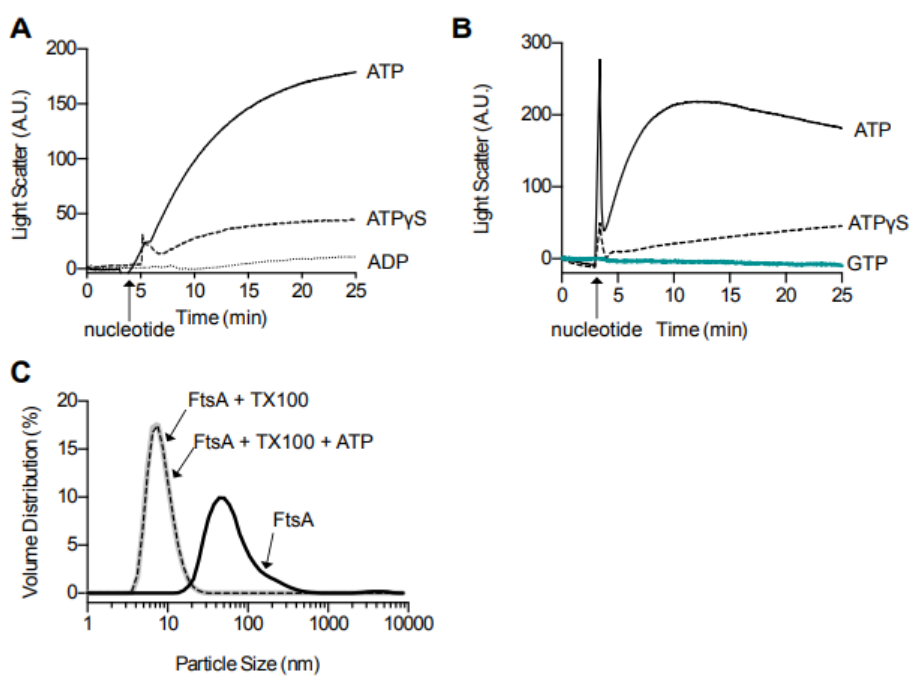 A
Light Scatter (A.U.)
200
150
100
50
0
ATP
ATPγS
ADP
0 5 10 15 20 25
nucleotide
Time (min)
B
Light Scatter (A.U.)
300
200
100
0
ATP
ATPγS
GTP
0 5 10 15 20 25
nucleotide
Time (min)
C
Volume Distribution (%)
20
15
10
5
0
FtsA + TX100
FtsA + TX100 + ATP
FtsA
1 10 100 1000 10000
Particle Size (nm)